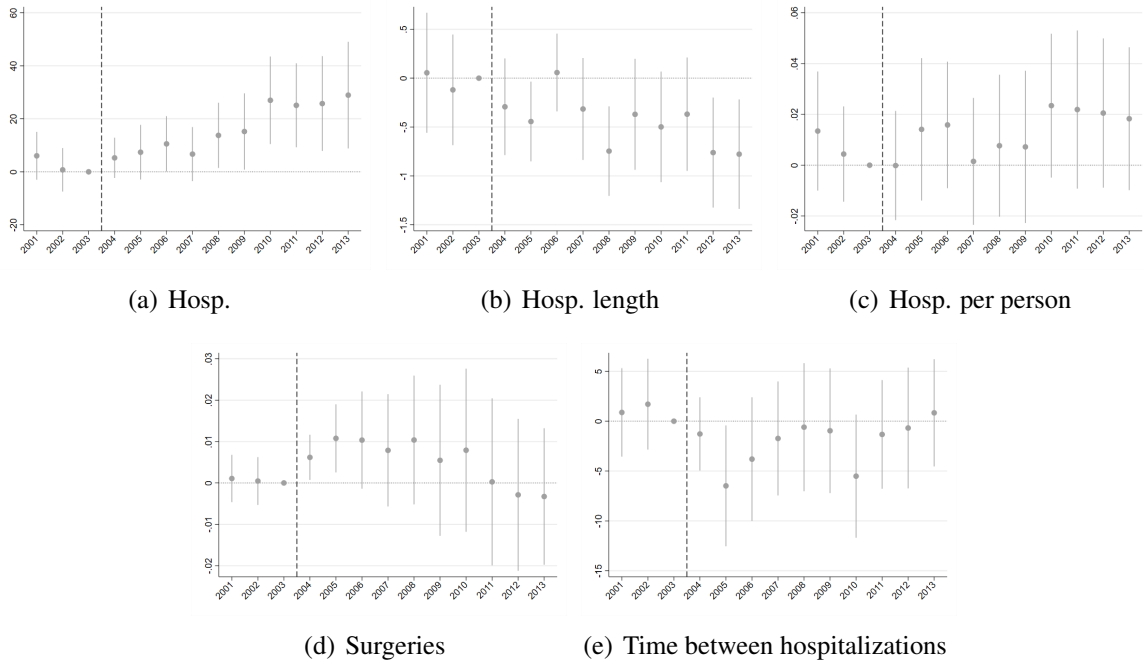 60
40
20
0
-20
2001 2002 2003 2004 2005 2006 2007 2008 2009 2010 2011 2012 2013
(a) Hosp.
.5
0
-.5
-1
-1.5
2001 2002 2003 2004 2005 2006 2007 2008 2009 2010 2011 2012 2013
(b) Hosp. length
.06
.04
.02
0
-.02
2001 2002 2003 2004 2005 2006 2007 2008 2009 2010 2011 2012 2013
(c) Hosp. per person
.03
.02
.01
0
-.01
-.02
2001 2002 2003 2004 2005 2006 2007 2008 2009 2010 2011 2012 2013
(d) Surgeries
5
0
-5
-10
-15
2001 2002 2003 2004 2005 2006 2007 2008 2009 2010 2011 2012 2013
(e) Time between hospitalizations